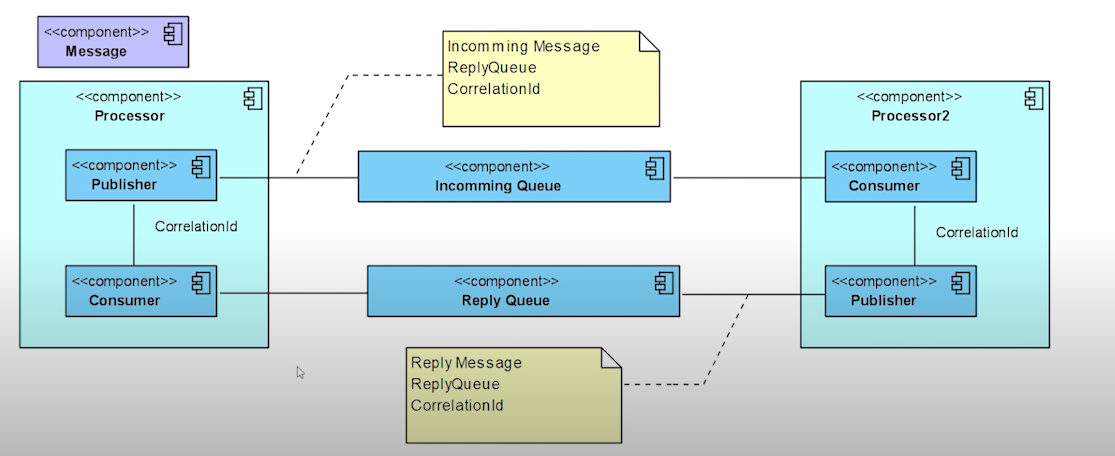 <<component>>
Message
Incomming Message
ReplyQueue
CorrelationId
<<component>>
Processor
<<component>>
Processor2
<<component>>
Publisher
<<component>>
Incomming Queue
<<component>>
Consumer
CorrelationId
CorrelationId
<<component>>
Consumer
<<component>>
Reply Queue
<<component>>
Publisher
Reply Message
ReplyQueue
CorrelationId